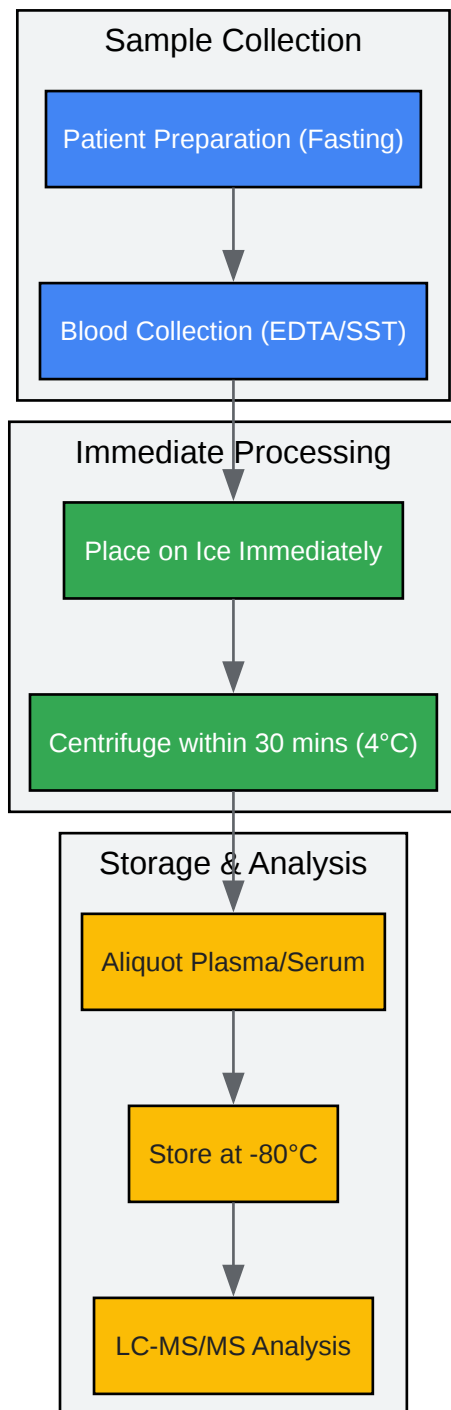 Sample Collection
Patient Preparation (Fasting)
Blood Collection (EDTA/SST)
Immediate Processing
Place on Ice Immediately
Centrifuge within 30 mins (4°C)
Storage & Analysis
Aliquot Plasma/Serum
Store at -80°C
LC-MS/MS Analysis